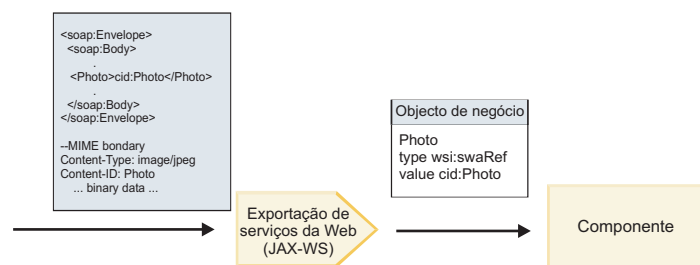 <soap:Envelope>
<soap:Body>
.
<Photo>cid:Photo</Photo>
.
</soap:Body>
</soap:Envelope>
--MIME bondary
Content-Type: image/jpeg
Content-ID: Photo
... binary data ...
Exportação de
serviços da Web
(JAX-WS)
Objecto de negócio
Photo
type wsi:swaRef
value cid:Photo
Componente